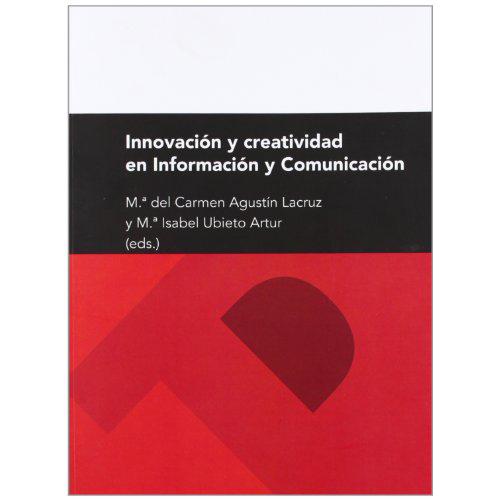 Innovación y creatividad
en Información y Comunicación
M.ª del Carmen Agustín Lacruz
y M.ª Isabel Ubieto Artur
(eds.)